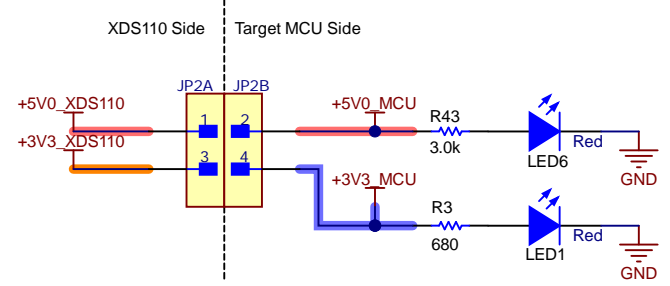 XDS110 Side
Target MCU Side
JP2A
JP2B
+5V0_XDS110
+5V0_MCU
1
2
R43
3.0k
LED6
Red
GND
+3V3_XDS110
3
4
+3V3_MCU
R3
680
LED1
Red
GND